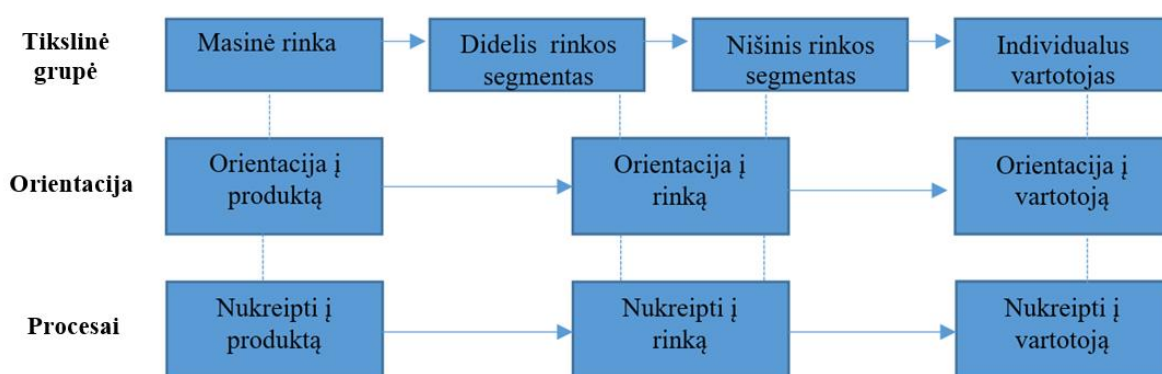 Tikslinė
grupė
Masinė rinka
Didelis rinkos
segmentas
Nišinis rinkos
segmentas
Individualus
vartotojas
Orientacija
Orientacija į
produktą
Orientacija į
rinką
Orientacija į
vartotoją
Procesai
Nukreipti į
produktą
Nukreipti į
rinką
Nukreipti į
vartotoją